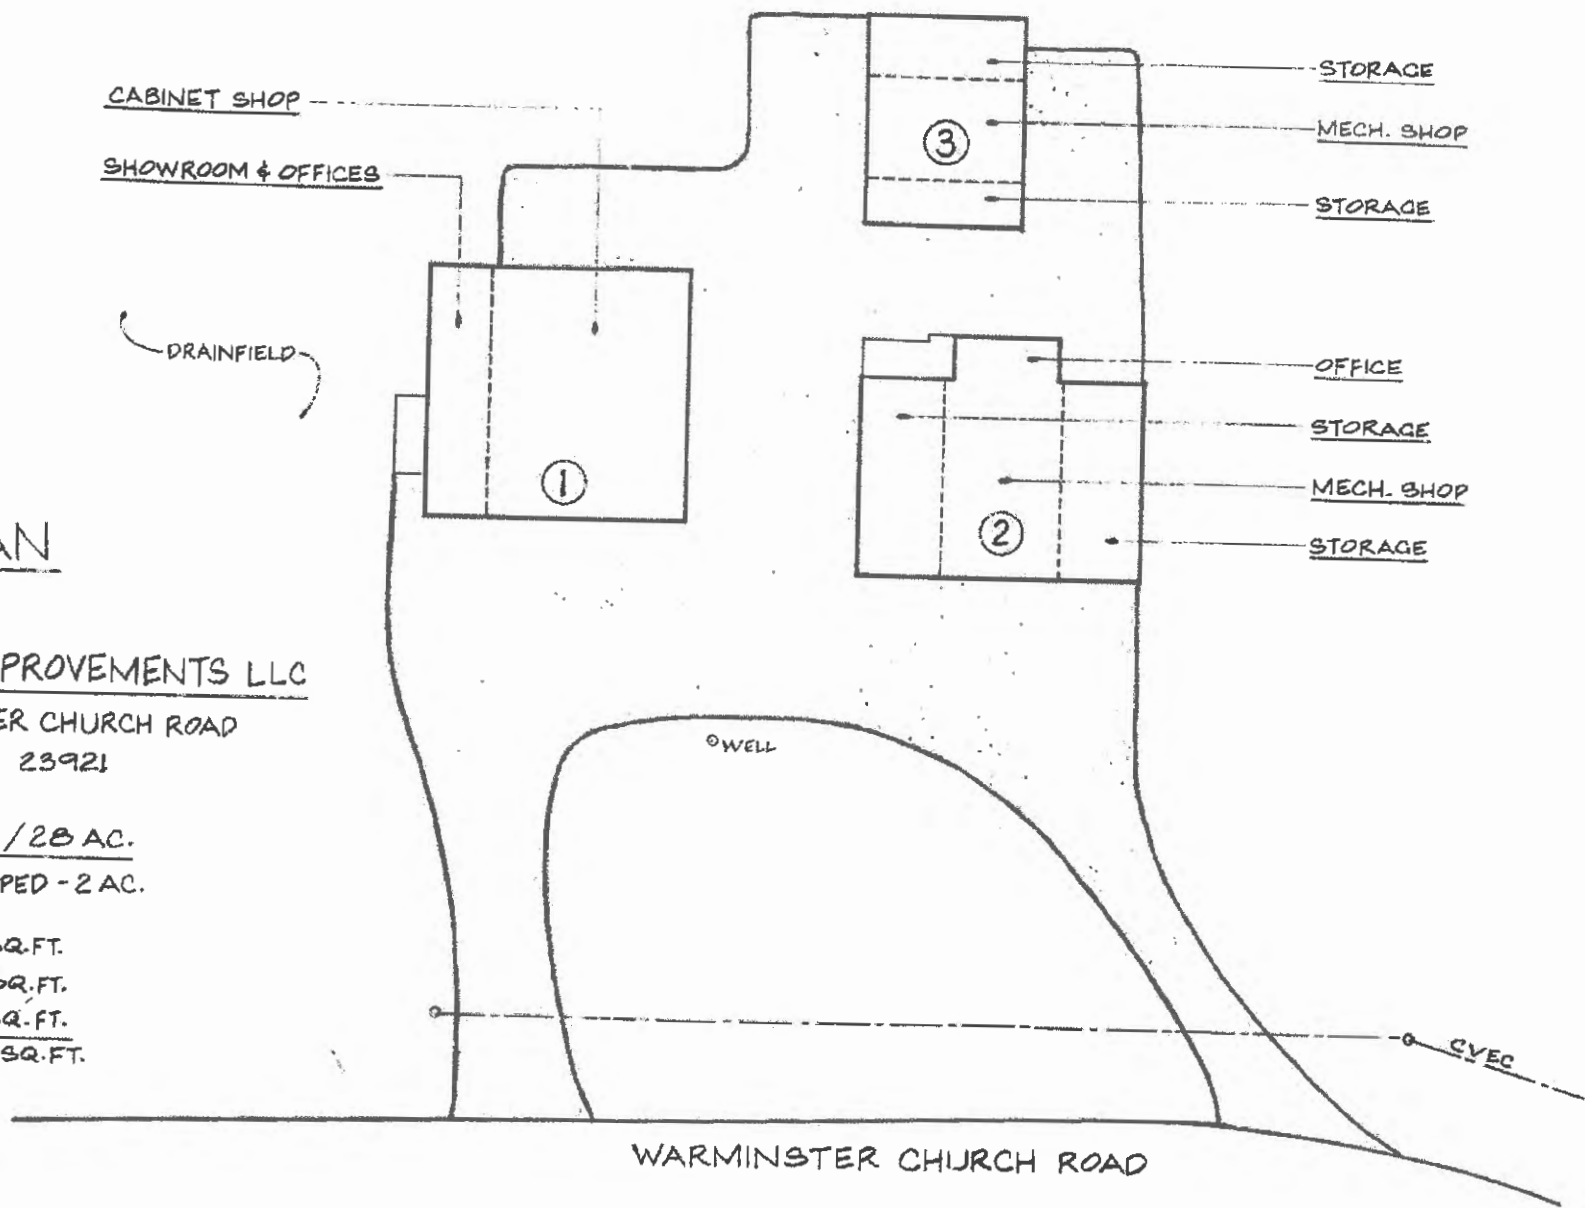 CABINET SHOP
SHOWROOM & OFFICES
DRAINFIELD
STORAGE
MECH. SHOP
STORAGE
3
OFFICE
STORAGE
MECH. SHOP
STORAGE
1
2
AN
PROVEMENTS LLC
ER CHURCH ROAD
23921
/28 AC.
PED - 2 AC.
SQ.FT.
SQ.FT.
SQ.FT.
SQ.FT.
WELL
CVEC
WARMINSTER CHURCH ROAD